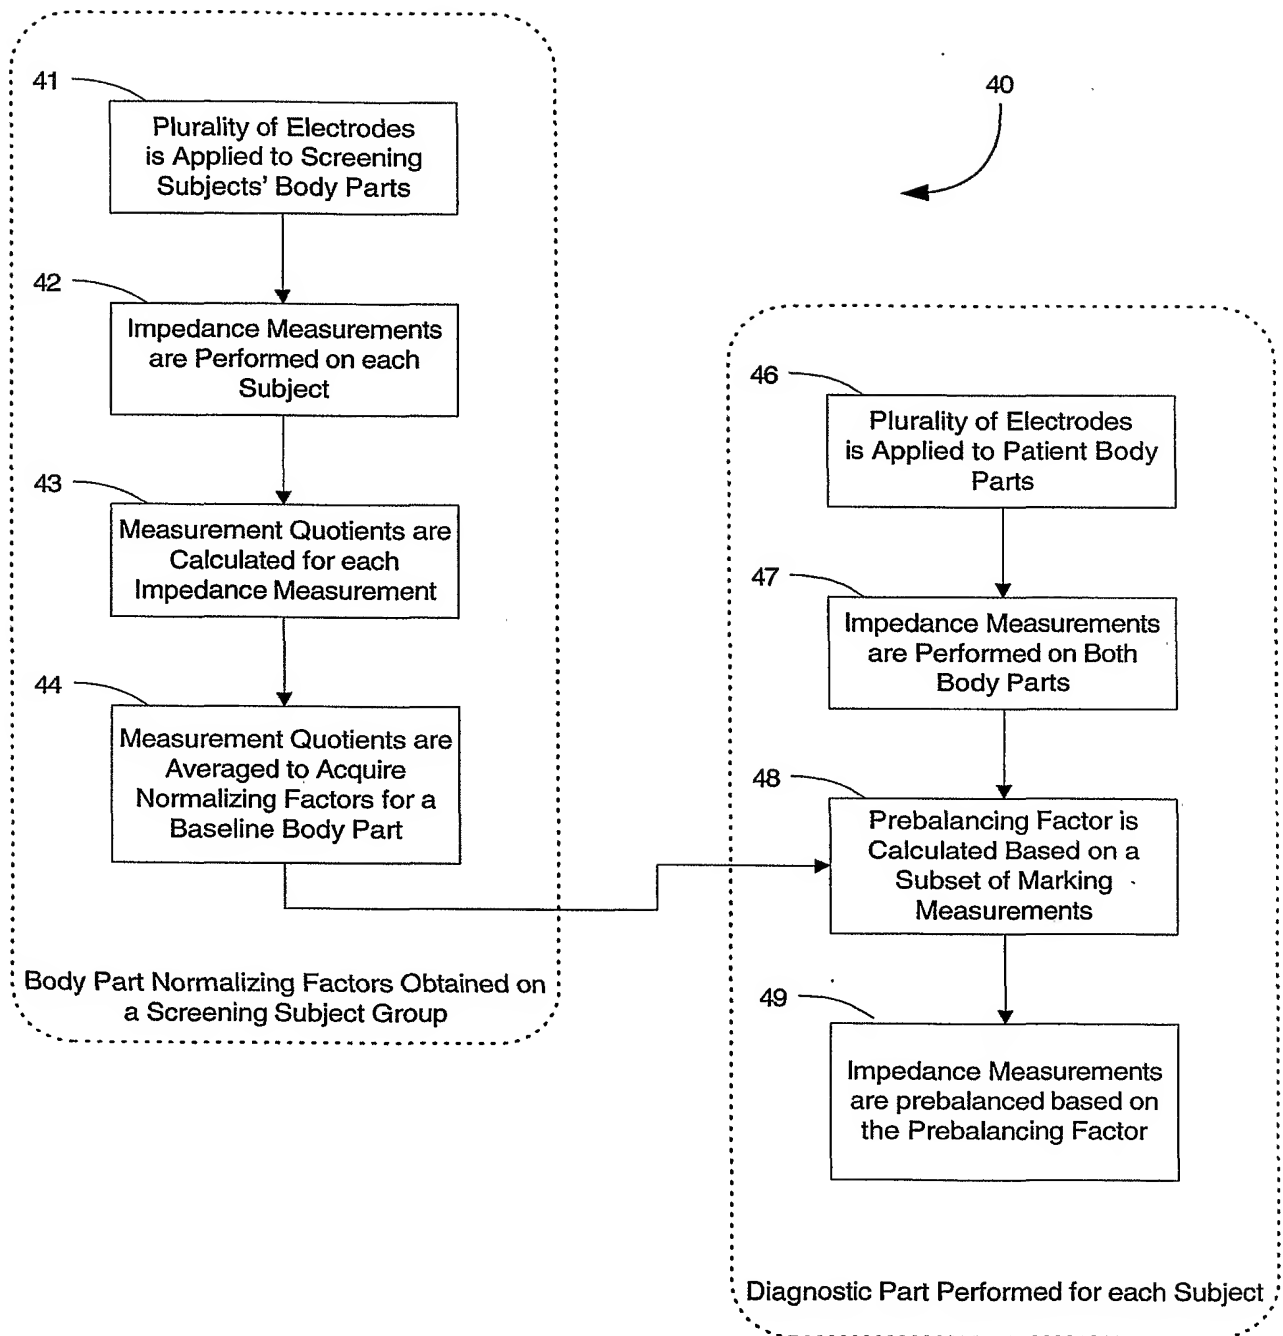 41
Plurality of Electrodes
is Applied to Screening
Subjects' Body Parts
42
Impedance Measurements
are Performed on each
Subject
43
Measurement Quotients are
Calculated for each
Impedance Measurement
44
Measurement Quotients are
Averaged to Acquire
Normalizing Factors for a
Baseline Body Part
Body Part Normalizing Factors Obtained on
a Screening Subject Group
40
46
Plurality of Electrodes
is Applied to Patient Body
Parts
47
Impedance Measurements
are Performed on Both
Body Parts
48
Prebalancing Factor is
Calculated Based on a
Subset of Marking
Measurements
49
Impedance Measurements
are prebalanced based on
the Prebalancing Factor
Diagnostic Part Performed for each Subject